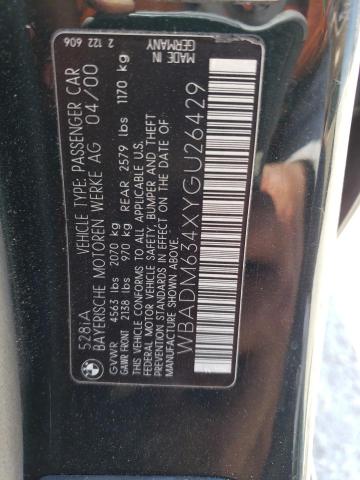 2 122 606
MADE IN
GERMANY
528iA VEHICLE TYPE: PASSENGER CAR
BAYERISCHE MOTOREN WERKE AG 04/00
GVWR 4563 lbs 2070 kg
GAWR FRONT 2138 lbs 970 kg REAR 2579 lbs 1170 kg
THIS CAR CONFORMS TO ALL APPLICABLE U.S.
FEDERAL MOTOR VEHICLE SAFETY, BUMPER AND THEFT
PREVENTION STANDARDS IN EFFECT ON THE
DATE OF MANUFACTURE SHOWN ABOVE.
WBADM634XYGU26429